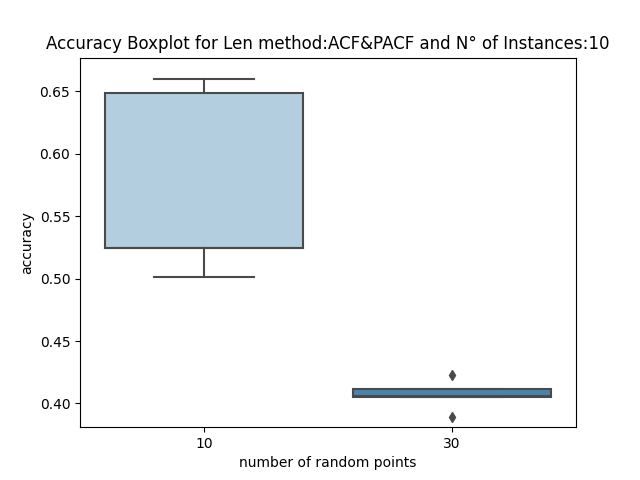 Accuracy Boxplot for Len method:ACF&PACF and N° of Instances:10
0.65
0.60
0.55
0.50
0.45
0.40
accuracy
10 30
number of random points